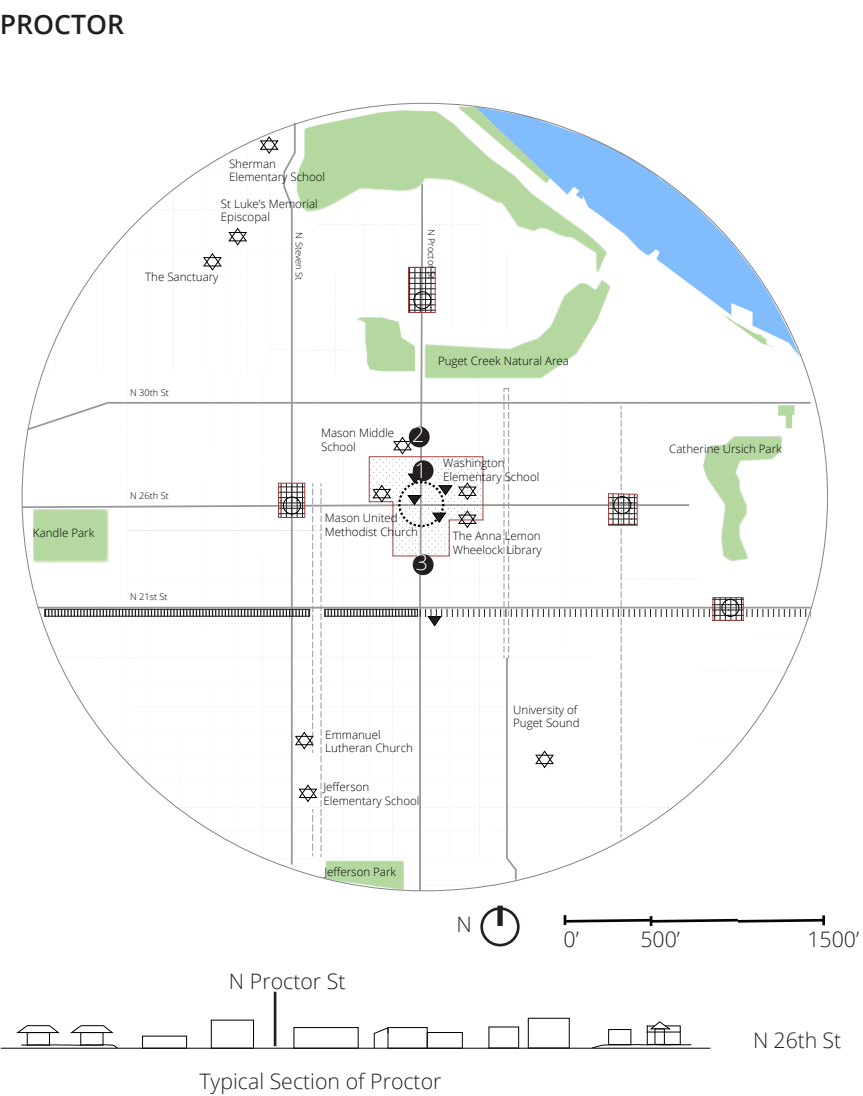 PROCTOR
Sherman
Elementary School
St Luke's Memorial
Episcopal
The Sanctuary
N Steven St
N Proctor
Puget Creek Natural Area
N 30th St
Mason Middle
School
2
1
Washington
Elementary School
Catherine Ursich Park
N 26th St
Kandle Park
Mason United
Methodist Church
The Anna Lemon
Wheelock Library
3
N 21st St
University of
Puget Sound
Emmanuel
Lutheran Church
Jefferson
Elementary School
Jefferson Park
N
0’
500’
1500’
N Proctor St
N 26th St
Typical Section of Proctor